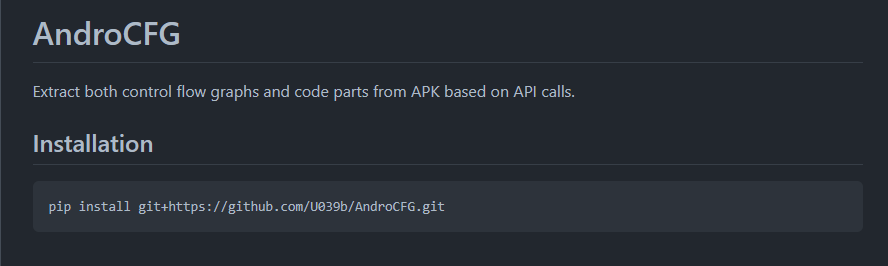 AndroCFG
Extract both control flow graphs and code parts from APK based on API calls.
Installation
pip install git+https://github.com/U039b/AndroCFG.git